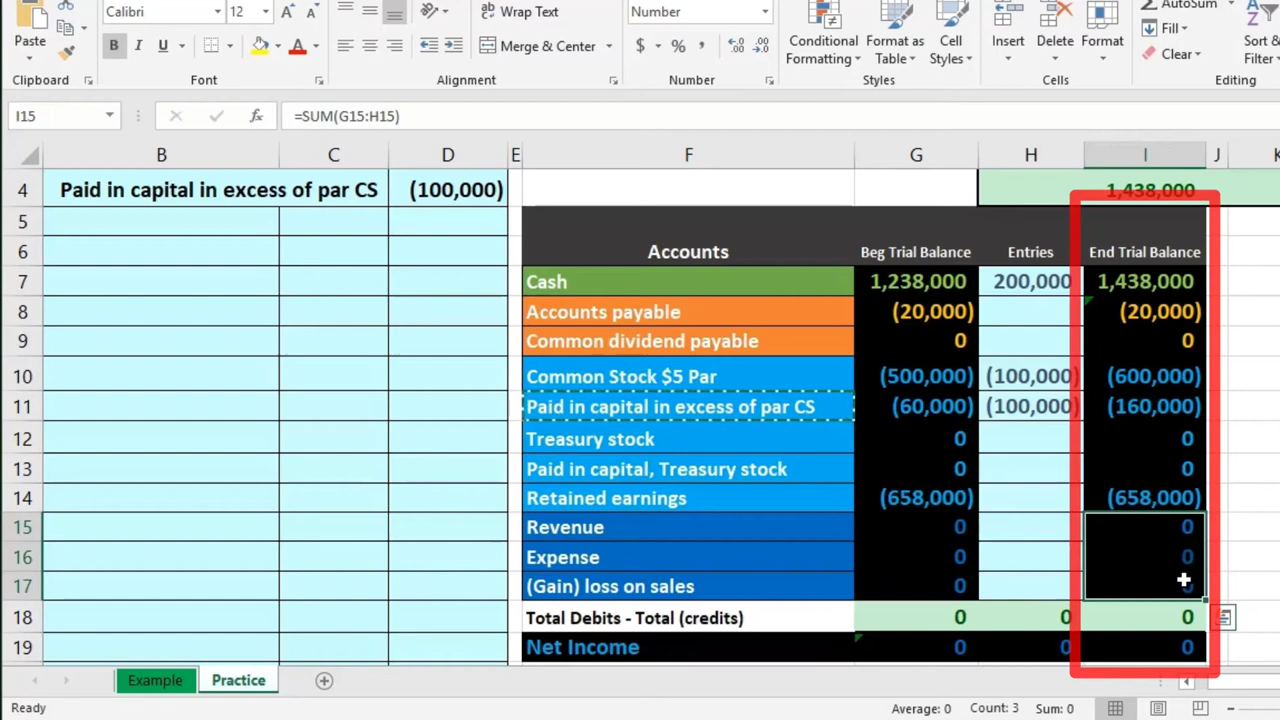 Calibri 12 Wrap Text Number AutoSum
Paste B I U A Merge & Center $ % , Conditional Formatting Format as Table Cell Styles Insert Delete Format Fill Clear Sort & Filter
Clipboard Font Alignment Number Styles Cells Editing
I15 fx =SUM(G15:H15)
B C D E F G H I J K
4 Paid in capital in excess of par CS (100,000) 1,438,000
5
6 Accounts Beg Trial Balance Entries End Trial Balance
7 Cash 1,238,000 200,000 1,438,000
8 Accounts payable (20,000) (20,000)
9 Common dividend payable 0 0
10 Common Stock $5 Par (500,000) (100,000) (600,000)
11 Paid in capital in excess of par CS (60,000) (100,000) (160,000)
12 Treasury stock 0 0
13 Paid in capital, Treasury stock 0 0
14 Retained earnings (658,000) (658,000)
15 Revenue 0 0
16 Expense 0 0
17 (Gain) loss on sales 0
18 Total Debits - Total (credits) 0 0 0
19 Net Income 0 0 0
Example Practice
Ready Average: 0 Count: 3 Sum: 0